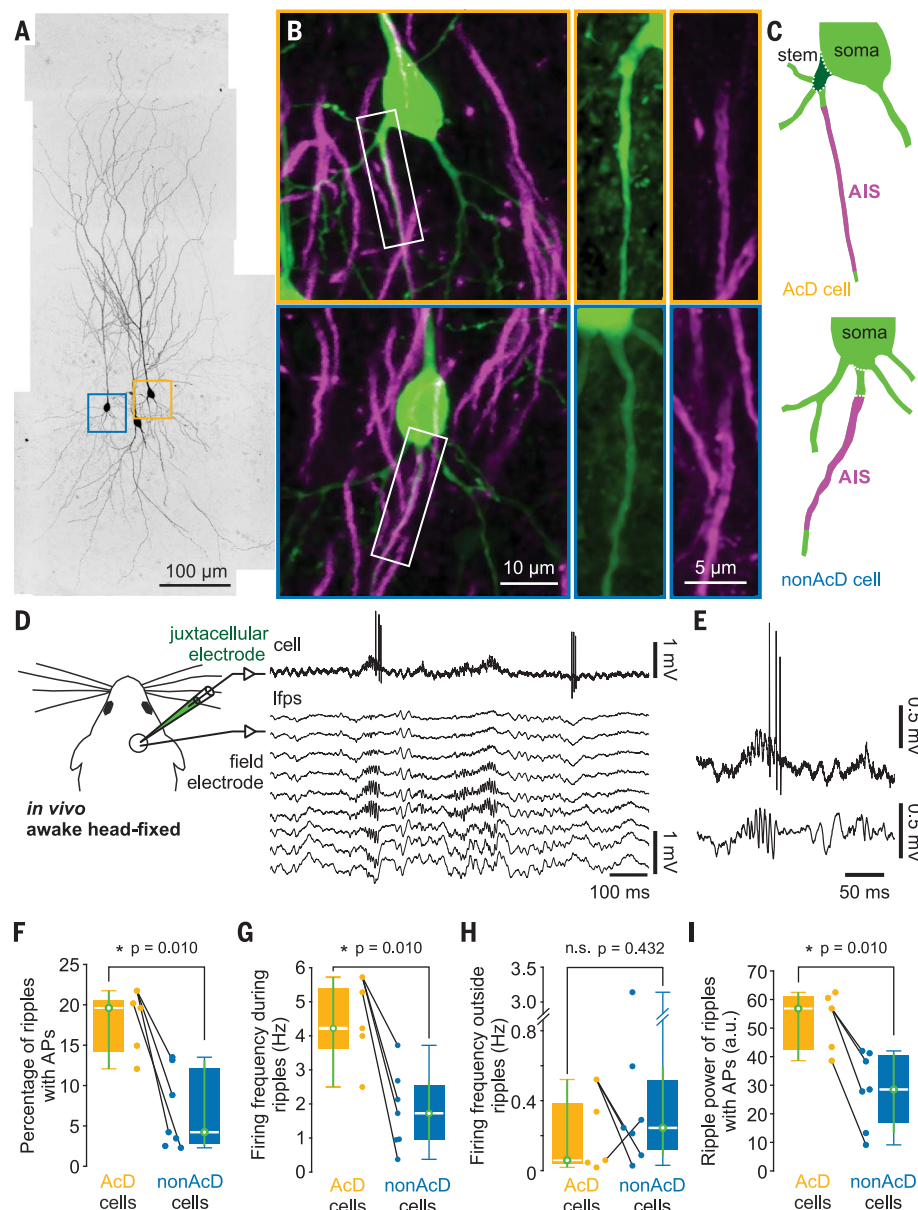 A
100 µm
B
10 µm
5 µm
C
stem
soma
AIS
AcD cell
soma
AIS
nonAcD cell
D
juxtacellular
electrode
field
electrode
in vivo
awake head-fixed
cell
1 mV
lfps
1 mV
100 ms
E
0.5 mV
0.5 mV
50 ms
F
* p = 0.010
Percentage of ripples
with APs
25
20
15
10
5
0
AcD
cells
nonAcD
cells
G
* p = 0.010
Firing frequency during
ripples (Hz)
6
5
4
3
2
1
0
AcD
cells
nonAcD
cells
H
n.s. p = 0.432
Firing frequency outside
ripples (Hz)
3.5
3.0
0.8
0.4
0
AcD
cells
nonAcD
cells
I
* p = 0.010
Ripple power of ripples
with APs (a.u.)
70
60
50
40
30
20
10
0
AcD
cells
nonAcD
cells